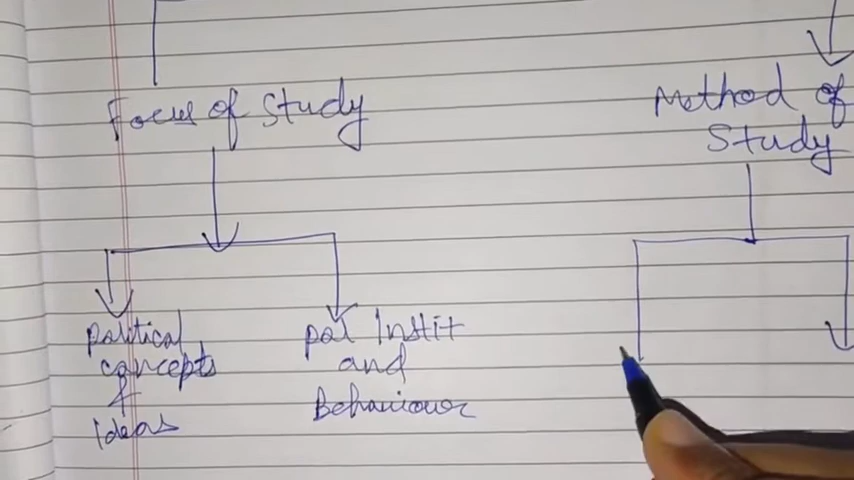 Focus of Study
Method of
Study
political
concepts
&
Ideas
pol Instit
and
Behaviour